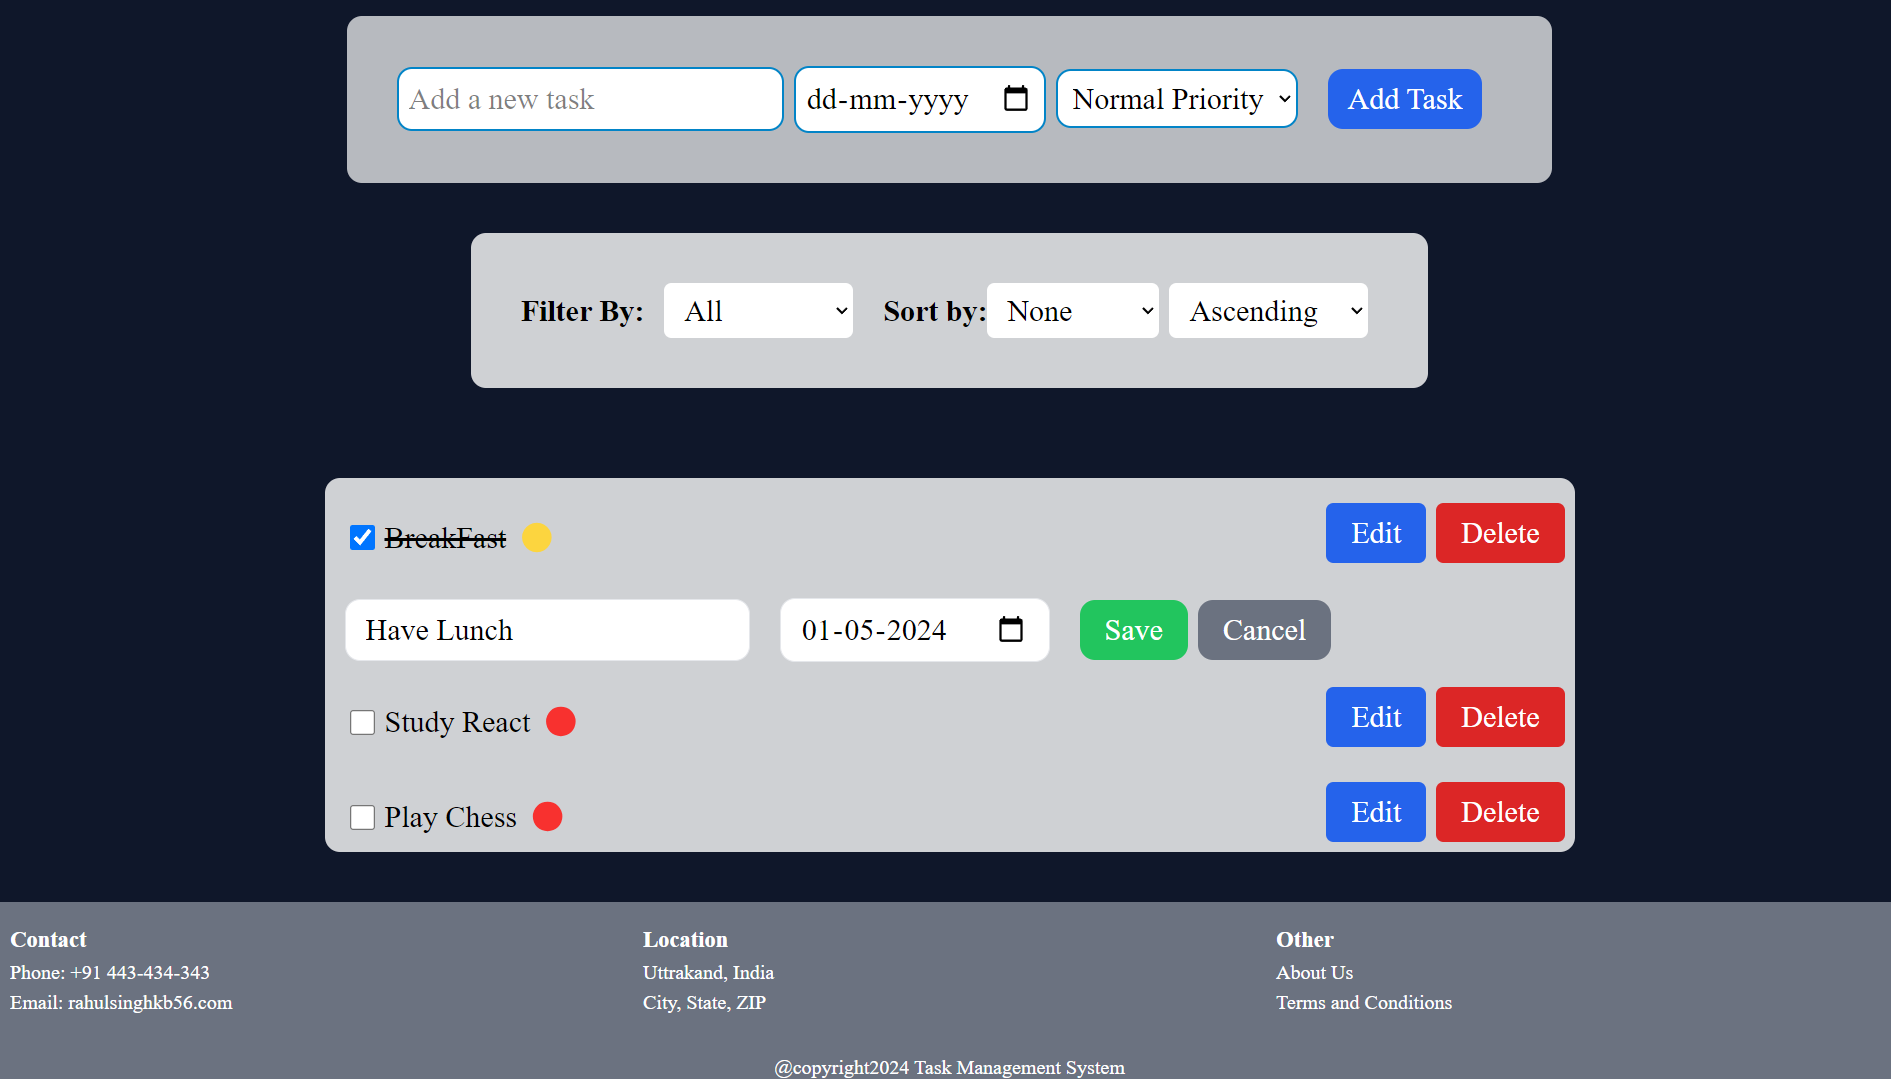 Add a new task dd-mm-yyyy Normal Priority Add Task
Filter By: All Sort by: None Ascending
BreakFast Edit Delete
Have Lunch 01-05-2024 Save Cancel
Study React Edit Delete
Play Chess Edit Delete
Contact
Phone: +91 443-434-343
Email: rahulsinghkb56.com
Location
Uttrakand, India
City, State, ZIP
Other
About Us
Terms and Conditions
@copyright2024 Task Management System